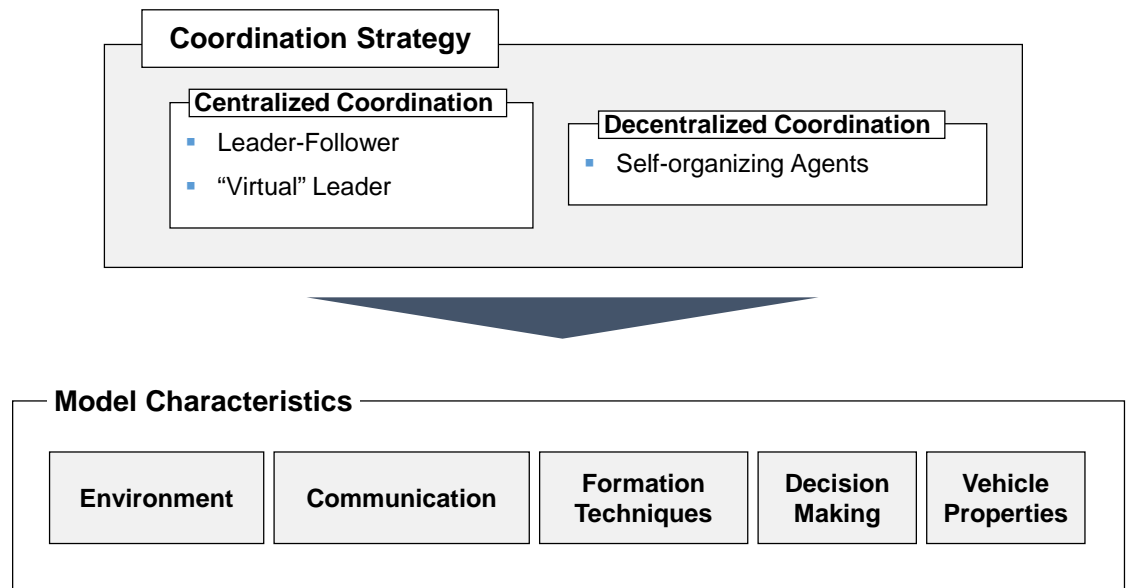 Coordination Strategy
Centralized Coordination
Leader-Follower
“Virtual” Leader
Decentralized Coordination
Self-organizing Agents
Model Characteristics
Environment
Communication
Formation
Techniques
Decision
Making
Vehicle
Properties